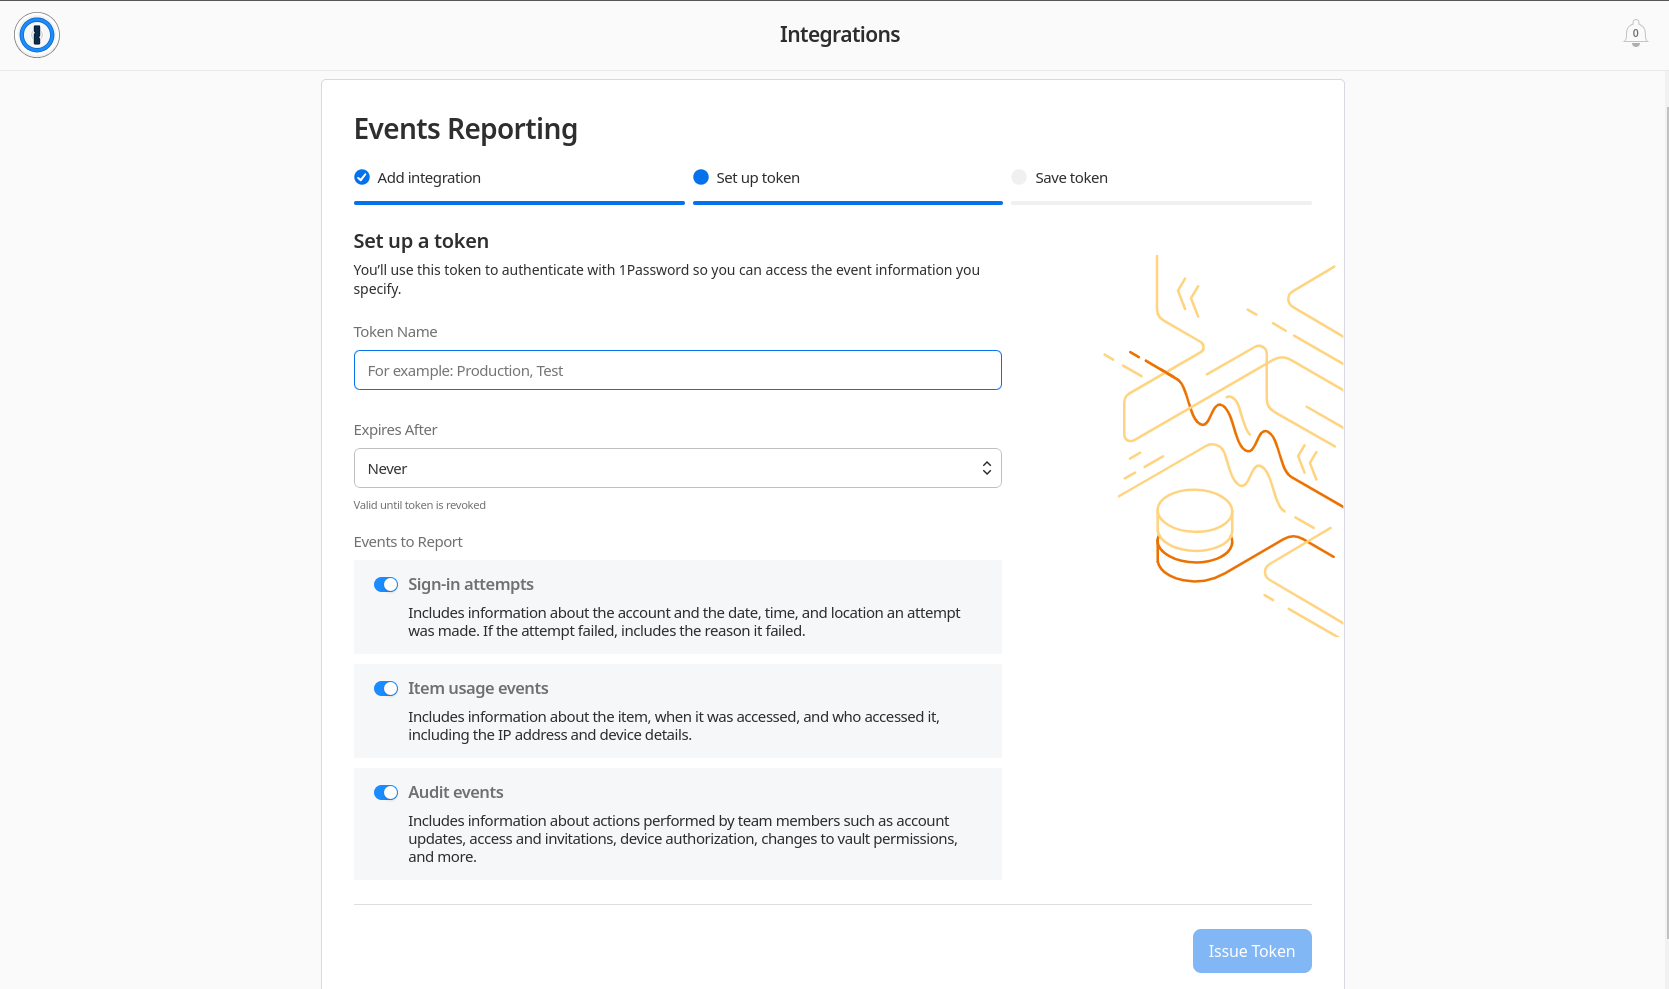 Integrations
0
Events Reporting
Add integration
Set up token
Save token
Set up a token
You’ll use this token to authenticate with 1Password so you can access the event information you
specify.
Token Name
For example: Production, Test
Expires After
Never
Valid until token is revoked
Events to Report
Sign-in attempts
Includes information about the account and the date, time, and location an attempt
was made. If the attempt failed, includes the reason it failed.
Item usage events
Includes information about the item, when it was accessed, and who accessed it,
including the IP address and device details.
Audit events
Includes information about actions performed by team members such as account
updates, access and invitations, device authorization, changes to vault permissions,
and more.
Issue Token